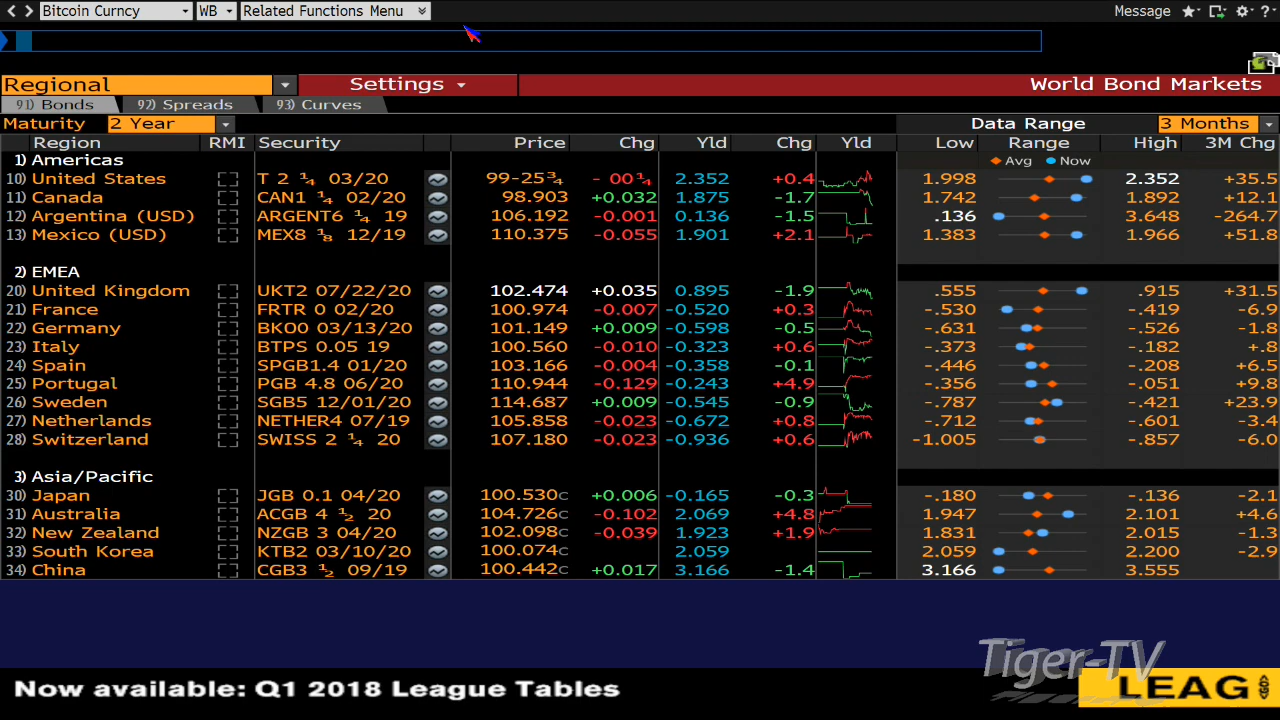 Bitcoin Curncy WB Related Functions Menu Message ?
Regional Settings World Bond Markets
91) Bonds 92) Spreads 93) Curves
Maturity 2 Year Data Range 3 Months
Region RMI Security Price Chg Yld Chg Yld Low Range High 3M Chg
1) Americas Avg Now
10) United States T 2 ¼ 03/20 99-25¾ - 00¼ 2.352 +0.4 1.998 2.352 +35.5
11) Canada CAN1 ¼ 02/20 98.903 +0.032 1.875 -1.7 1.742 1.892 +12.1
12) Argentina (USD) ARGENT6 ¼ 19 106.192 -0.001 0.136 -1.5 .136 3.648 -264.7
13) Mexico (USD) MEX8 ⅛ 12/19 110.375 -0.055 1.901 +2.1 1.383 1.966 +51.8
2) EMEA
20) United Kingdom UKT2 07/22/20 102.474 +0.035 0.895 -1.9 .555 .915 +31.5
21) France FRTR 0 02/20 100.974 -0.007 -0.520 +0.3 -.530 -.419 -6.9
22) Germany BKO0 03/13/20 101.149 +0.009 -0.598 -0.5 -.631 -.526 -1.8
23) Italy BTPS 0.05 19 100.560 -0.010 -0.323 +0.6 -.373 -.182 +.8
24) Spain SPGB1.4 01/20 103.166 -0.004 -0.358 -0.1 -.446 -.208 +6.5
25) Portugal PGB 4.8 06/20 110.944 -0.129 -0.243 +4.9 -.356 -.051 +9.8
26) Sweden SGB5 12/01/20 114.687 +0.009 -0.545 -0.9 -.787 -.421 +23.9
27) Netherlands NETHER4 07/19 105.858 -0.023 -0.672 +0.8 -.712 -.601 -3.4
28) Switzerland SWISS 2 ¼ 20 107.180 -0.023 -0.936 +0.6 -1.005 -.857 -6.0
3) Asia/Pacific
30) Japan JGB 0.1 04/20 100.530c +0.006 -0.165 -0.3 -.180 -.136 -2.1
31) Australia ACGB 4 ½ 20 104.726c -0.102 2.069 +4.8 1.947 2.101 +4.6
32) New Zealand NZGB 3 04/20 102.098c -0.039 1.923 +1.9 1.831 2.015 -1.3
33) South Korea KTB2 03/10/20 100.074c 2.059 2.059 2.200 -2.9
34) China CGB3 ½ 09/19 100.442c +0.017 3.166 -1.4 3.166 3.555
Tiger-TV
Now available: Q1 2018 League Tables LEAG